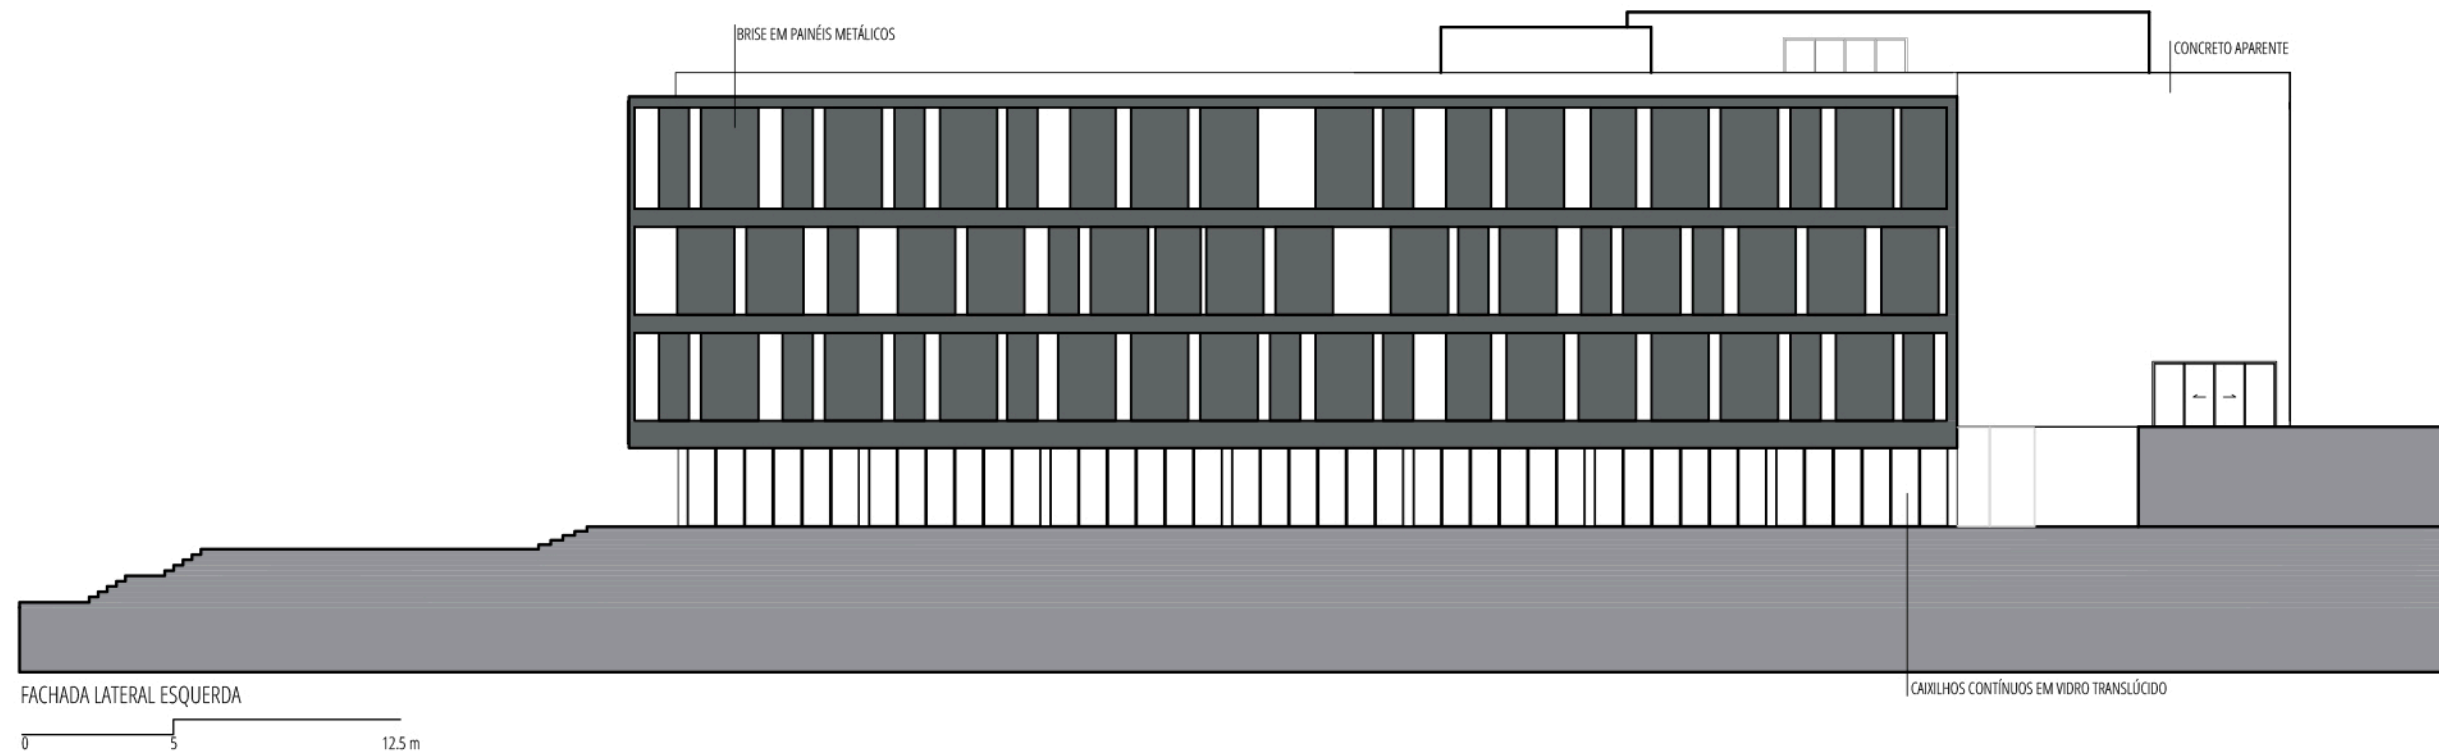 BRISE EM PAINÉIS METÁLICOS
CONCRETO APARENTE
CAIXILHOS CONTÍNUOS EM VIDRO TRANSLÚCIDO
FACHADA LATERAL ESQUERDA
0 5 12.5 m